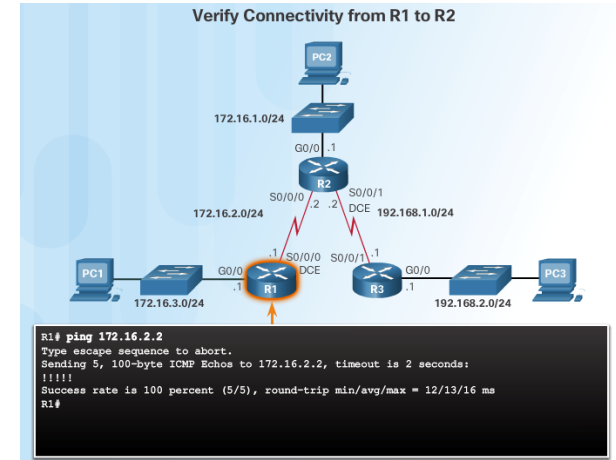 Verify Connectivity from R1 to R2
PC2
172.16.1.0/24
G0/0 .1
R2
S0/0/0 .2 .2 S0/0/1
DCE
172.16.2.0/24
192.168.1.0/24
.1 S0/0/0
DCE
S0/0/1 .1
PC1
G0/0
.1
R1
R3
G0/0
.1
PC3
172.16.3.0/24
192.168.2.0/24
R1# ping 172.16.2.2
Type escape sequence to abort.
Sending 5, 100-byte ICMP Echos to 172.16.2.2, timeout is 2 seconds:
!!!!!
Success rate is 100 percent (5/5), round-trip min/avg/max = 12/13/16 ms
R1#